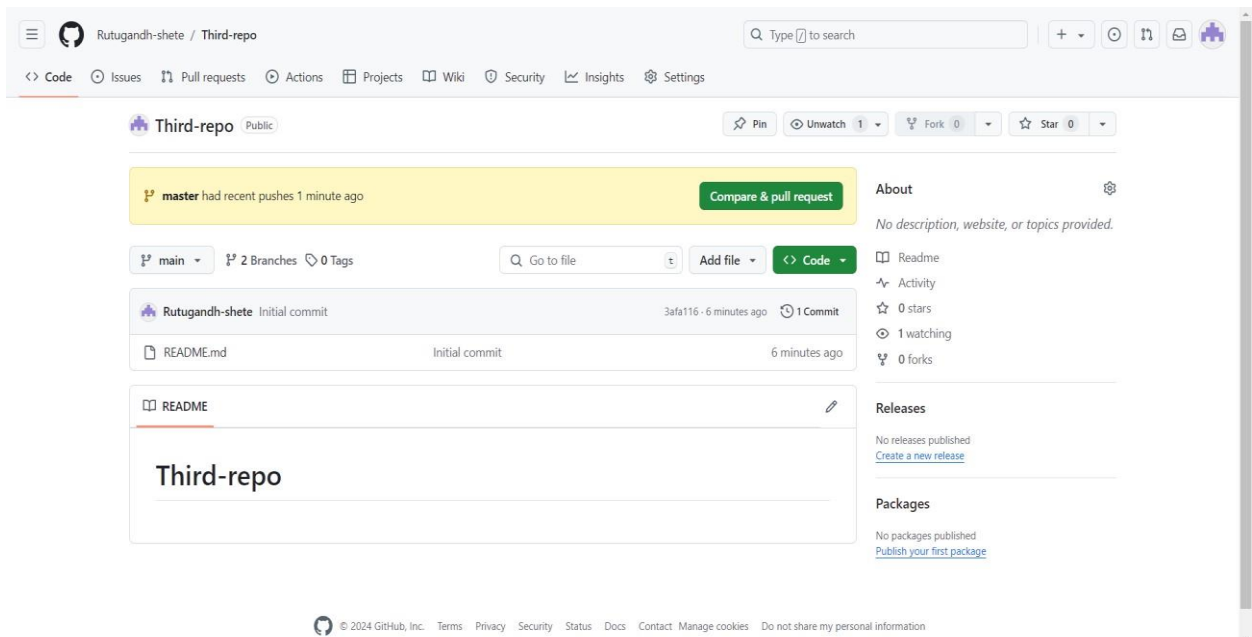 Rutugandh-shete / Third-repo
Type / to search
Code Issues Pull requests Actions Projects Wiki Security Insights Settings
Third-repo Public
Pin Unwatch 1 Fork 0 Star 0
master had recent pushes 1 minute ago Compare & pull request
main 2 Branches 0 Tags Go to file t Add file Code
Rutugandh-shete Initial commit 3afa116 · 6 minutes ago 1 Commit
README.md Initial commit 6 minutes ago
README
Third-repo
About
No description, website, or topics provided.
Readme
Activity
0 stars
1 watching
0 forks
Releases
No releases published
Create a new release
Packages
No packages published
Publish your first package
© 2024 GitHub, Inc. Terms Privacy Security Status Docs Contact Manage cookies Do not share my personal information